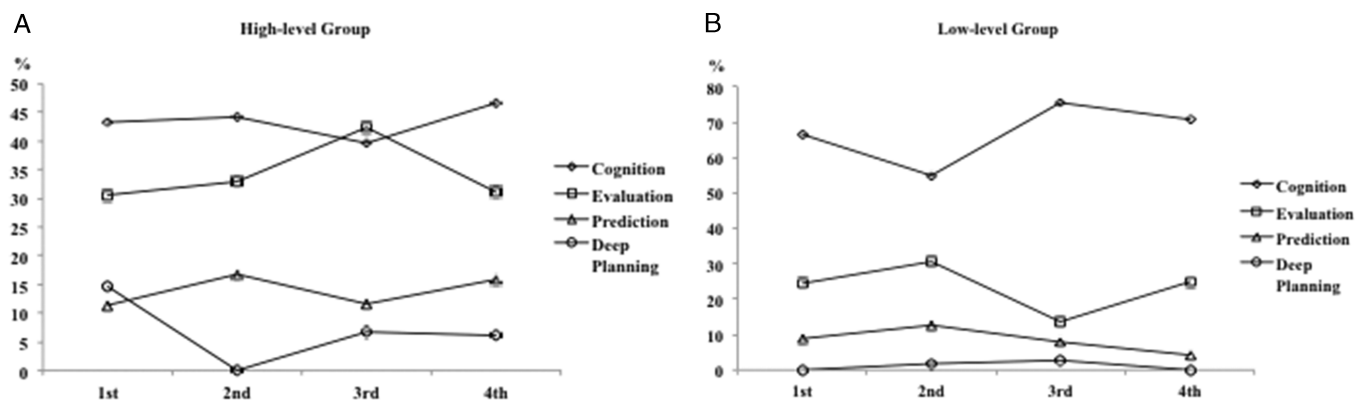 A
High-level Group
%
50
45
40
35
30
25
20
15
10
5
0
1st 2nd 3rd 4th
Cognition
Evaluation
Prediction
Deep
Planning
B
Low-level Group
%
80
70
60
50
40
30
20
10
0
1st 2nd 3rd 4th
Cognition
Evaluation
Prediction
Deep
Planning